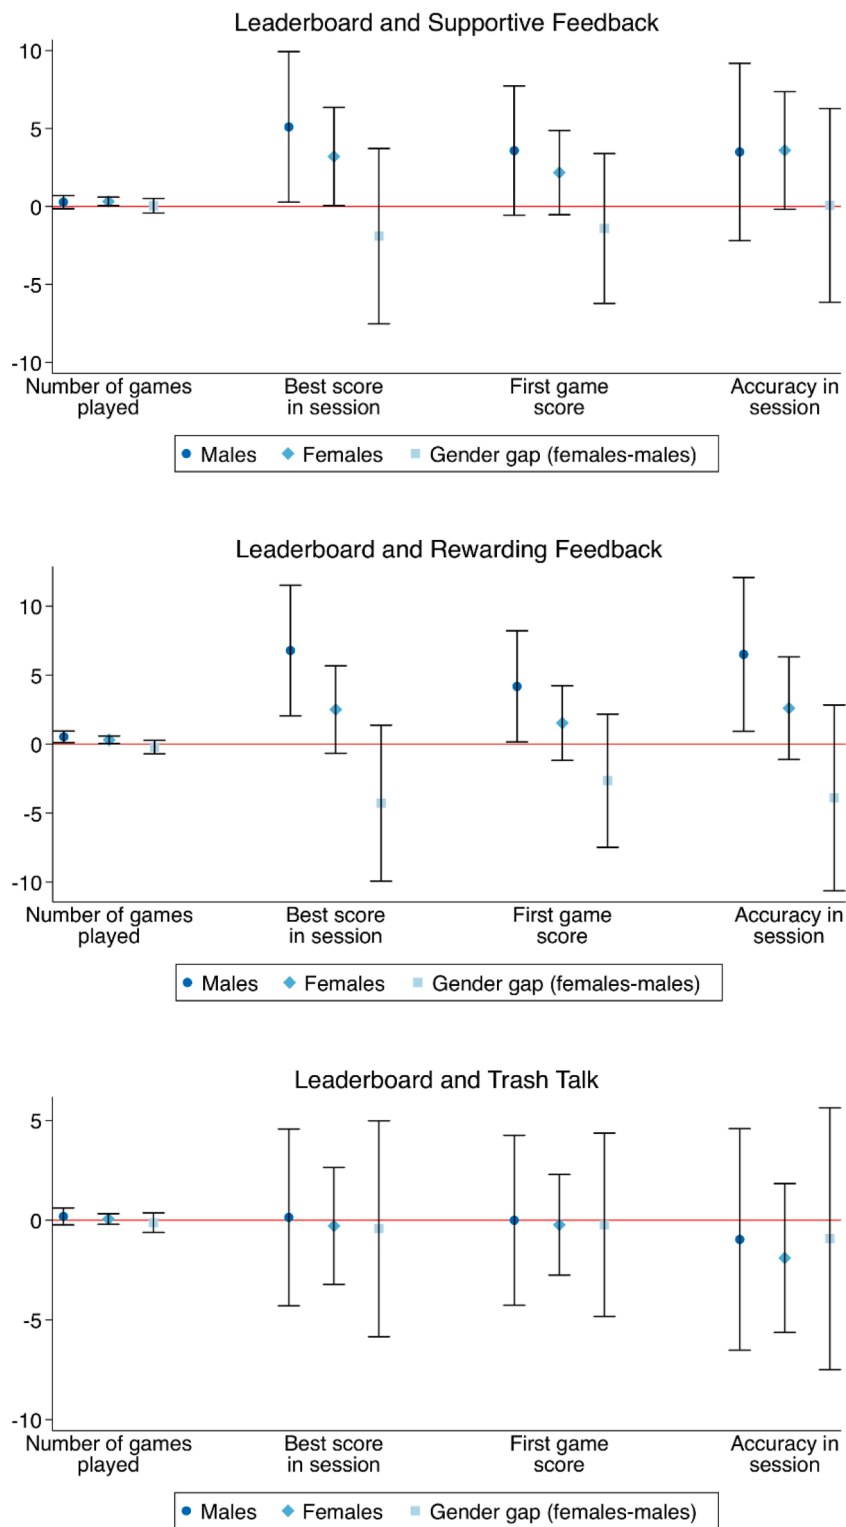 Leaderboard and Supportive Feedback
10
5
0
-5
-10
Number of games
played
Best score
in session
First game
score
Accuracy in
session
Males Females Gender gap (females-males)
Leaderboard and Rewarding Feedback
10
5
0
-5
-10
Number of games
played
Best score
in session
First game
score
Accuracy in
session
Males Females Gender gap (females-males)
Leaderboard and Trash Talk
5
0
-5
-10
Number of games
played
Best score
in session
First game
score
Accuracy in
session
Males Females Gender gap (females-males)